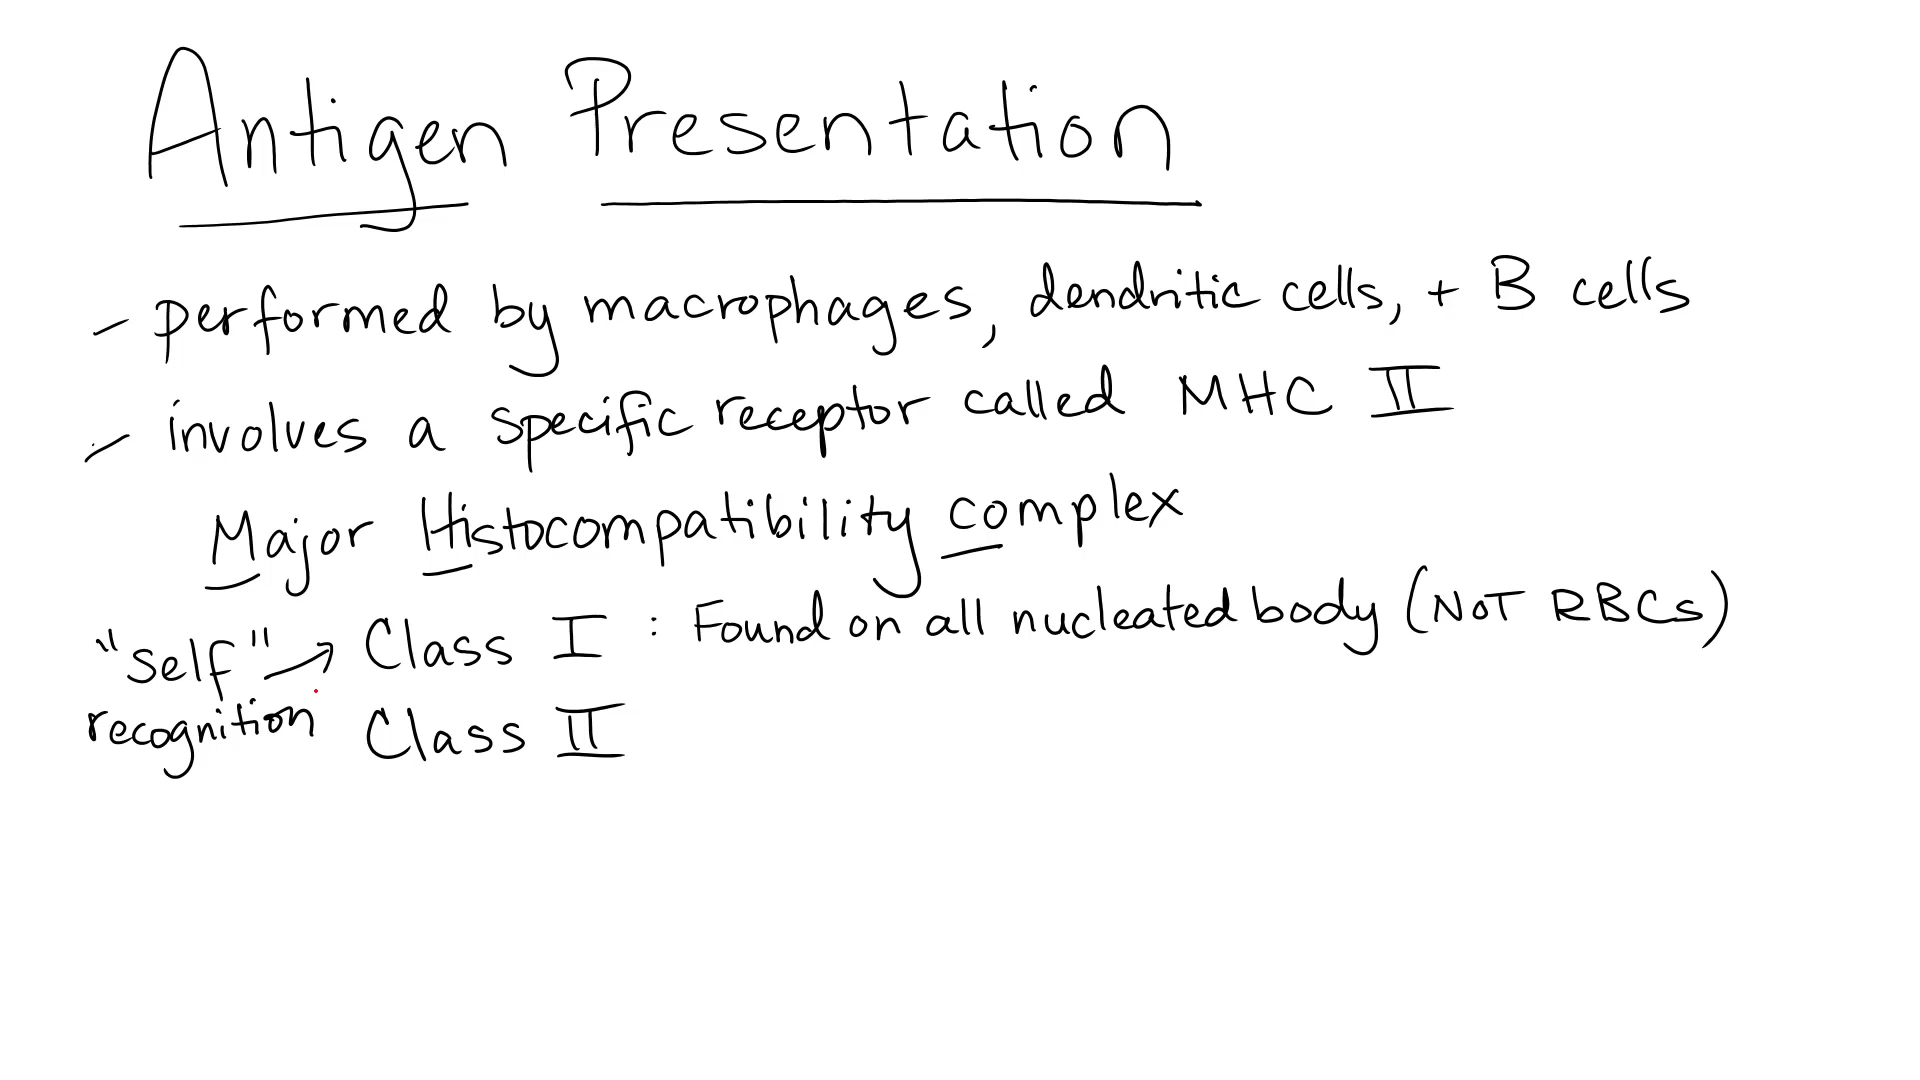 Antigen Presentation
- performed by macrophages, dendritic cells, + B cells
- involves a specific receptor called MHC II
Major Histocompatibility complex
"self" → Class I : Found on all nucleated body (NOT RBCs)
recognition Class II